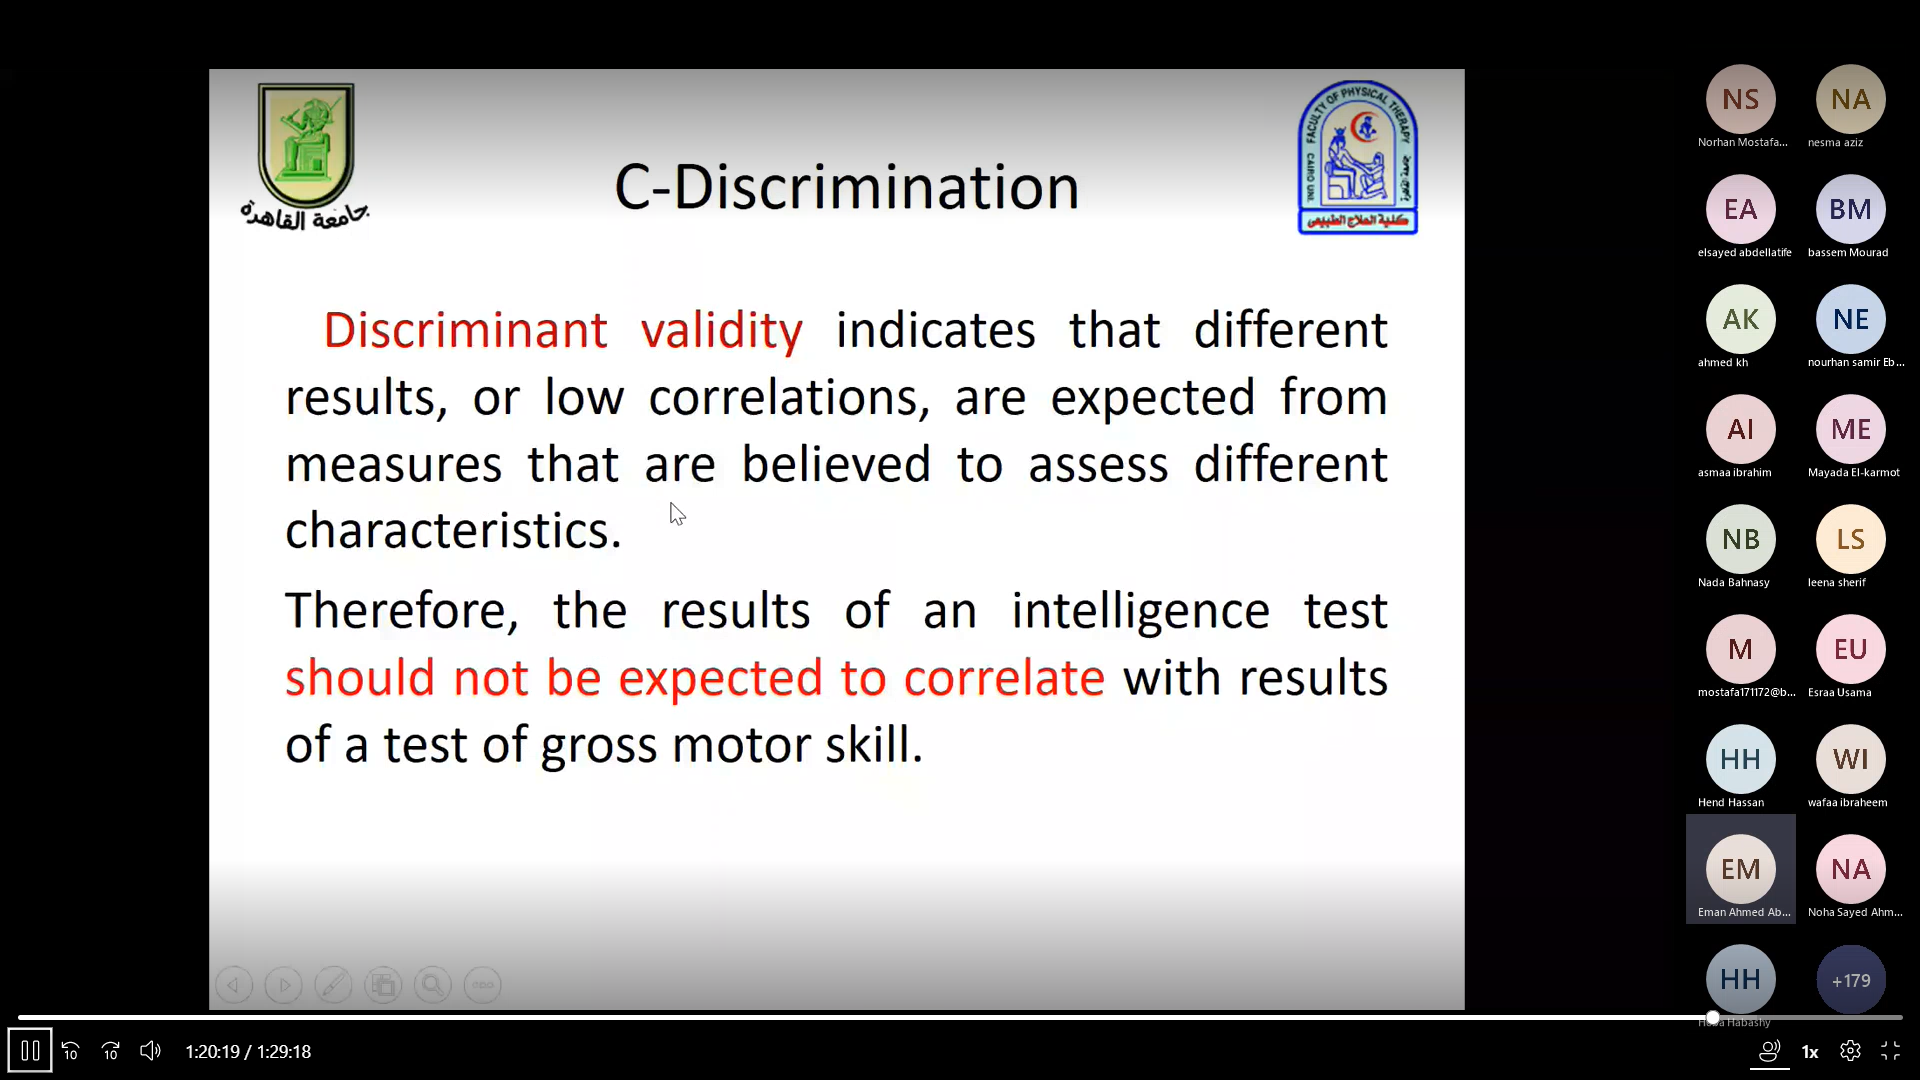 C-Discrimination
جامعة القاهرة
FACULTY OF PHYSICAL THERAPY
CAIRO UNI.
كلية العلاج الطبيعى
Discriminant validity indicates that different
results, or low correlations, are expected from
measures that are believed to assess different
characteristics.
Therefore, the results of an intelligence test
should not be expected to correlate with results
of a test of gross motor skill.
NS
NA
Norhan Mostafa...
nesma aziz
EA
BM
elsayed abdellatife
bassem Mourad
AK
NE
ahmed kh
nourhan samir Eb...
AI
ME
asmaa ibrahim
Mayada El-karmot
NB
LS
Nada Bahnasy
leena sherif
M
EU
mostafa171172@b...
Esraa Usama
HH
WI
Hend Hassan
wafaa ibraheem
EM
NA
Eman Ahmed Ab...
Noha Sayed Ahm...
HH
+179
Habashy
10
10
1:20:19 / 1:29:18
1x